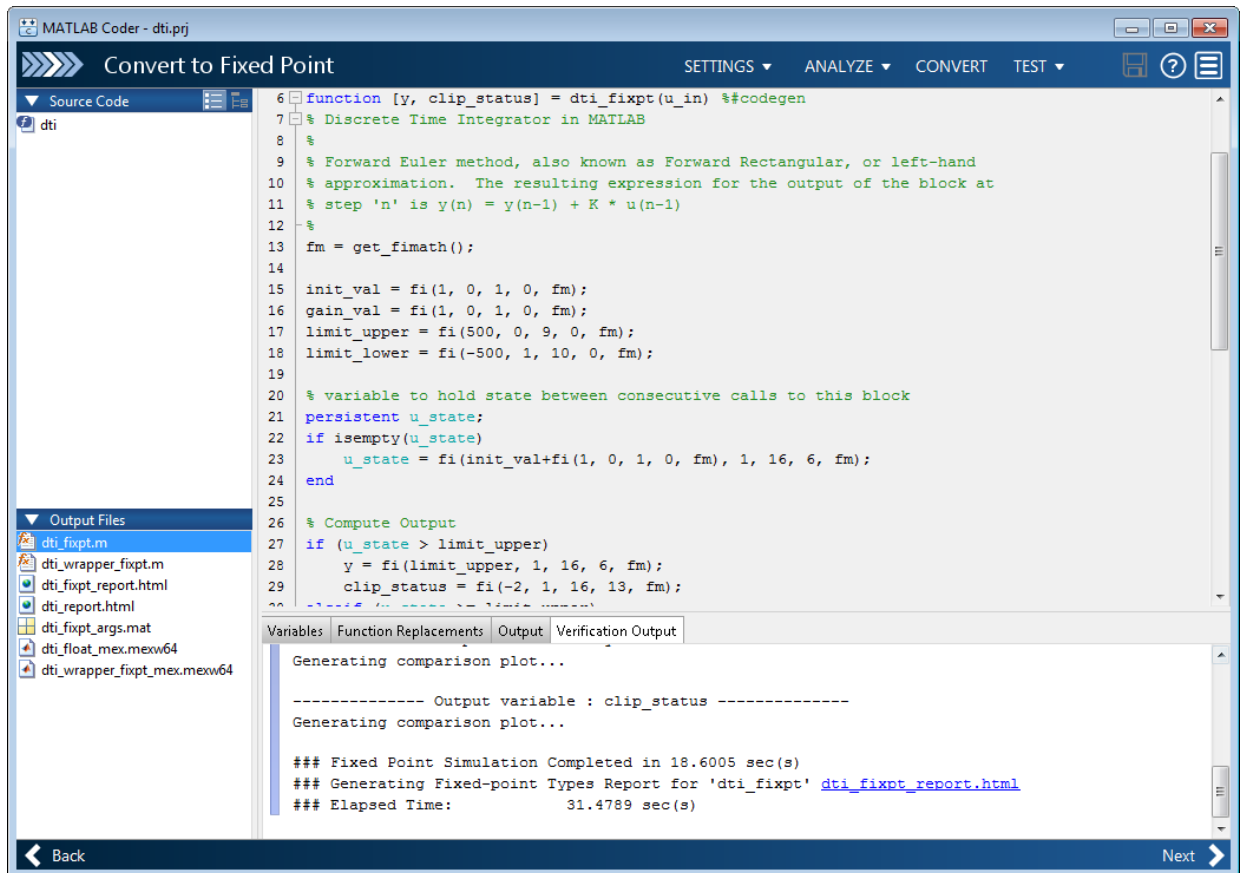 MATLAB Coder - dti.prj
Convert to Fixed Point
SETTINGS
ANALYZE
CONVERT
TEST
Source Code
dti
6 function [y, clip_status] = dti_fixpt(u_in) %#codegen
7 % Discrete Time Integrator in MATLAB
8 %
9 % Forward Euler method, also known as Forward Rectangular, or left-hand
10 % approximation.  The resulting expression for the output of the block at
11 % step 'n' is y(n) = y(n-1) + K * u(n-1)
12 %
13 fm = get_fimath();
14
15 init_val = fi(1, 0, 1, 0, fm);
16 gain_val = fi(1, 0, 1, 0, fm);
17 limit_upper = fi(500, 0, 9, 0, fm);
18 limit_lower = fi(-500, 1, 10, 0, fm);
19
20 % variable to hold state between consecutive calls to this block
21 persistent u_state;
22 if isempty(u_state)
23     u_state = fi(init_val+fi(1, 0, 1, 0, fm), 1, 16, 6, fm);
24 end
25
26 % Compute Output
27 if (u_state > limit_upper)
28     y = fi(limit_upper, 1, 16, 6, fm);
29     clip_status = fi(-2, 1, 16, 13, fm);
Output Files
dti_fixpt.m
dti_wrapper_fixpt.m
dti_fixpt_report.html
dti_report.html
dti_fixpt_args.mat
dti_float_mex.mexw64
dti_wrapper_fixpt_mex.mexw64
Variables
Function Replacements
Output
Verification Output
Generating comparison plot...
-------------- Output variable : clip_status --------------
Generating comparison plot...
### Fixed Point Simulation Completed in 18.6005 sec(s)
### Generating Fixed-point Types Report for 'dti_fixpt' dti_fixpt_report.html
### Elapsed Time:            31.4789 sec(s)
Back
Next